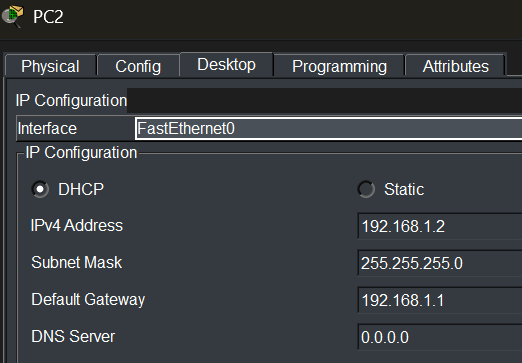 PC2
Physical Config Desktop Programming Attributes
IP Configuration
Interface FastEthernet0
IP Configuration
DHCP Static
IPv4 Address 192.168.1.2
Subnet Mask 255.255.255.0
Default Gateway 192.168.1.1
DNS Server 0.0.0.0